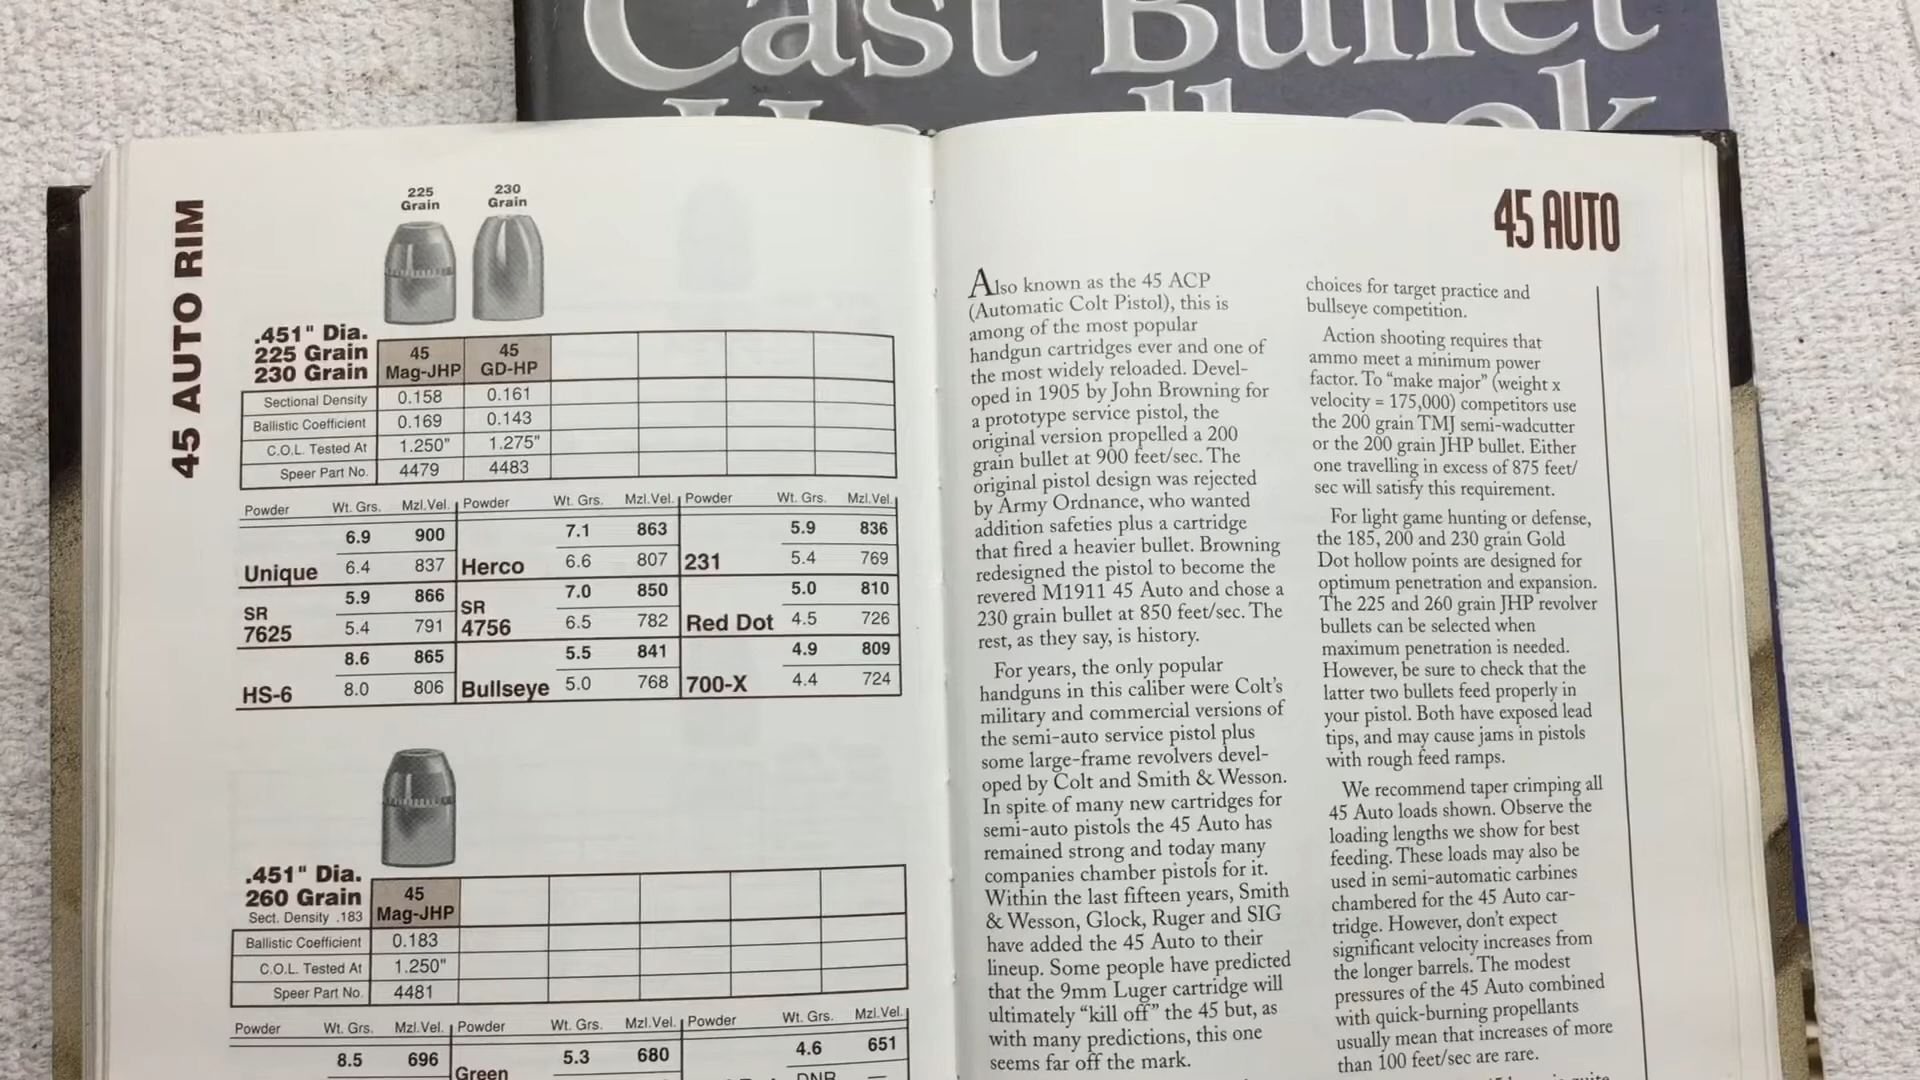 Cast Bullet
Handbook
45 AUTO RIM
225 Grain
230 Grain
.451" Dia.
225 Grain
230 Grain
45 Mag-JHP
45 GD-HP
Sectional Density 0.158 0.161
Ballistic Coefficient 0.169 0.143
C.O.L. Tested At 1.250" 1.275"
Speer Part No. 4479 4483
Powder Wt. Grs. Mzl.Vel. Powder Wt. Grs. Mzl.Vel. Powder Wt. Grs. Mzl.Vel.
6.9 900 7.1 863 5.9 836
Unique 6.4 837 Herco 6.6 807 231 5.4 769
5.9 866 7.0 850 5.0 810
SR 7625 5.4 791 SR 4756 6.5 782 Red Dot 4.5 726
8.6 865 5.5 841 4.9 809
HS-6 8.0 806 Bullseye 5.0 768 700-X 4.4 724
.451" Dia.
260 Grain
Sect. Density .183
45 Mag-JHP
Ballistic Coefficient 0.183
C.O.L. Tested At 1.250"
Speer Part No. 4481
Powder Wt. Grs. Mzl.Vel. Powder Wt. Grs. Mzl.Vel. Powder Wt. Grs. Mzl.Vel.
8.5 696 5.3 680 4.6 651
Green DNR —
45 AUTO
Also known as the 45 ACP
(Automatic Colt Pistol), this is
among of the most popular
handgun cartridges ever and one of
the most widely reloaded. Devel-
oped in 1905 by John Browning for
a prototype service pistol, the
original version propelled a 200
grain bullet at 900 feet/sec. The
original pistol design was rejected
by Army Ordnance, who wanted
addition safeties plus a cartridge
that fired a heavier bullet. Browning
redesigned the pistol to become the
revered M1911 45 Auto and chose a
230 grain bullet at 850 feet/sec. The
rest, as they say, is history.
For years, the only popular
handguns in this caliber were Colt's
military and commercial versions of
the semi-auto service pistol plus
some large-frame revolvers devel-
oped by Colt and Smith & Wesson.
In spite of many new cartridges for
semi-auto pistols the 45 Auto has
remained strong and today many
companies chamber pistols for it.
Within the last fifteen years, Smith
& Wesson, Glock, Ruger and SIG
have added the 45 Auto to their
lineup. Some people have predicted
that the 9mm Luger cartridge will
ultimately "kill off" the 45 but, as
with many predictions, this one
seems far off the mark.
choices for target practice and
bullseye competition.
Action shooting requires that
ammo meet a minimum power
factor. To "make major" (weight x
velocity = 175,000) competitors use
the 200 grain TMJ semi-wadcutter
or the 200 grain JHP bullet. Either
one travelling in excess of 875 feet/
sec will satisfy this requirement.
For light game hunting or defense,
the 185, 200 and 230 grain Gold
Dot hollow points are designed for
optimum penetration and expansion.
The 225 and 260 grain JHP revolver
bullets can be selected when
maximum penetration is needed.
However, be sure to check that the
latter two bullets feed properly in
your pistol. Both have exposed lead
tips, and may cause jams in pistols
with rough feed ramps.
We recommend taper crimping all
45 Auto loads shown. Observe the
loading lengths we show for best
feeding. These loads may also be
used in semi-automatic carbines
chambered for the 45 Auto car-
tridge. However, don't expect
significant velocity increases from
the longer barrels. The modest
pressures of the 45 Auto combined
with quick-burning propellants
usually mean that increases of more
than 100 feet/sec are rare.